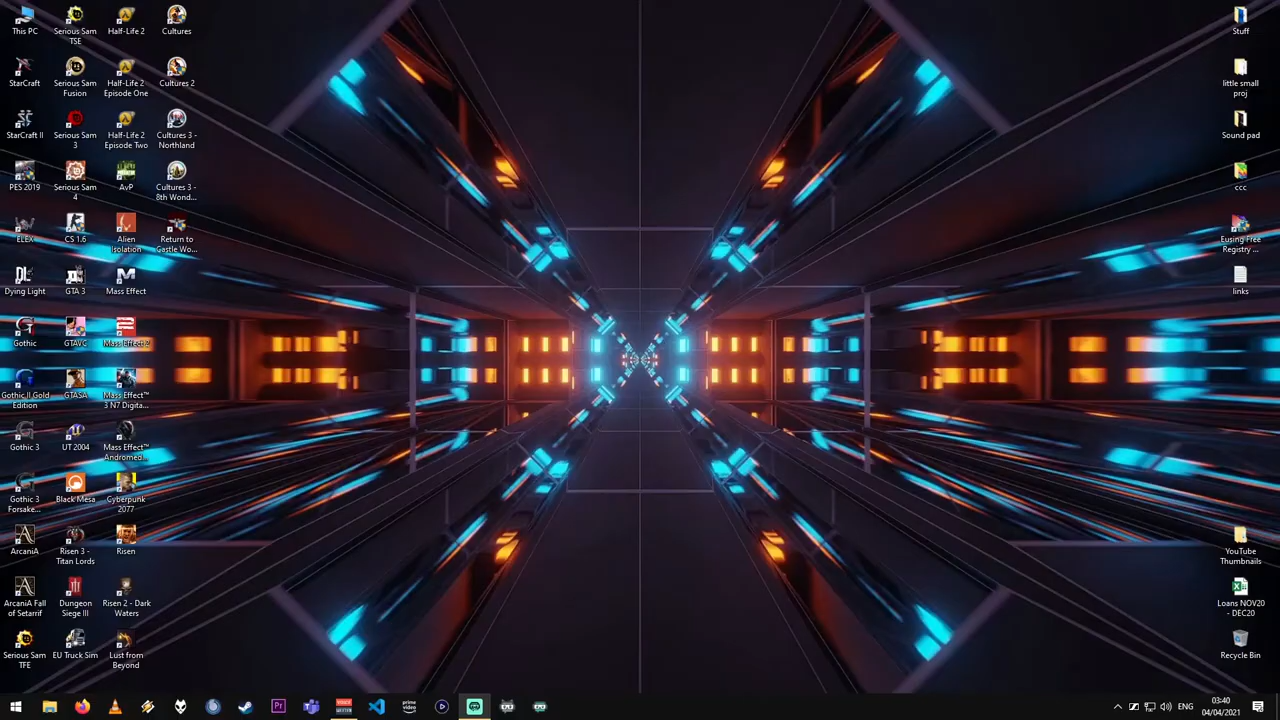 This PC
StarCraft
StarCraft II
PES 2019
ELEX
Dying Light
Gothic
Gothic II Gold
Edition
Gothic 3
Gothic 3
Forsake...
ArcaniA
ArcaniA Fall
of Setarrif
Serious Sam
TFE
Serious Sam
TSE
Serious Sam
Fusion
Serious Sam
3
Serious Sam
4
CS 1.6
GTA 3
GTAVC
GTASA
UT 2004
Black Mesa
Risen 3 -
Titan Lords
Dungeon
Siege III
EU Truck Sim
Half-Life 2
Half-Life 2
Episode One
Half-Life 2
Episode Two
AvP
Alien
Isolation
Mass Effect
Mass Effect 2
Mass Effect™
3 N7 Digita...
Mass Effect™
Andromed...
Cyberpunk
2077
Risen
Risen 2 - Dark
Waters
Lust from
Beyond
Cultures
Cultures 2
Cultures 3 -
Northland
Cultures 3 -
8th Wond...
Return to
Castle Wo...
Stuff
little small
proj
Sound pad
ccc
Eusing Free
Registry ...
links
YouTube
Thumbnails
Loans NOV20
- DEC20
Recycle Bin
Pr
prime
video
ENG
03:40
04/04/2021